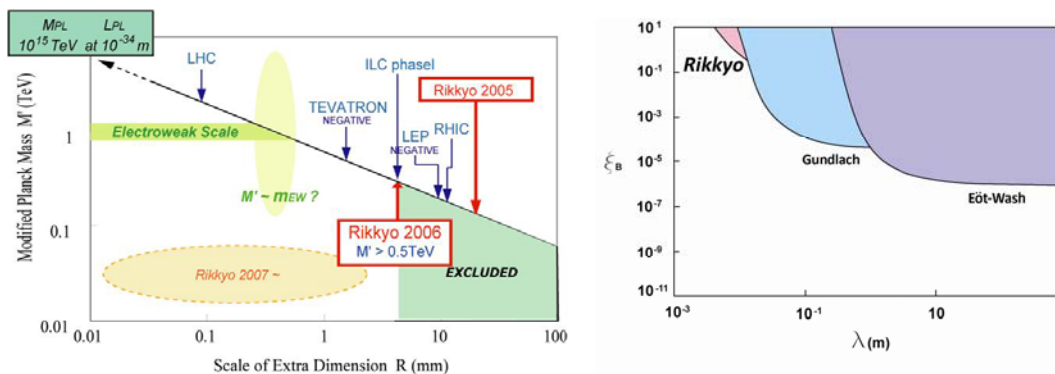 MPL LPL
10^15 TeV at 10^-34 m
LHC
ILC phaseI
Rikkyo 2005
TEVATRON
NEGATIVE
LEP
NEGATIVE
RHIC
1
Electroweak Scale
M' ~ mEW ?
0.1
Rikkyo 2006
M' > 0.5TeV
EXCLUDED
Rikkyo 2007 ~
0.01
0.01 0.1 1 10 100
Modified Planck Mass M' (TeV)
Scale of Extra Dimension R (mm)
10^1
10^-1
10^-3
10^-5
10^-7
10^-9
10^-11
ξB
Rikkyo
Gundlach
Eöt-Wash
10^-3 10^-1 10
λ(m)